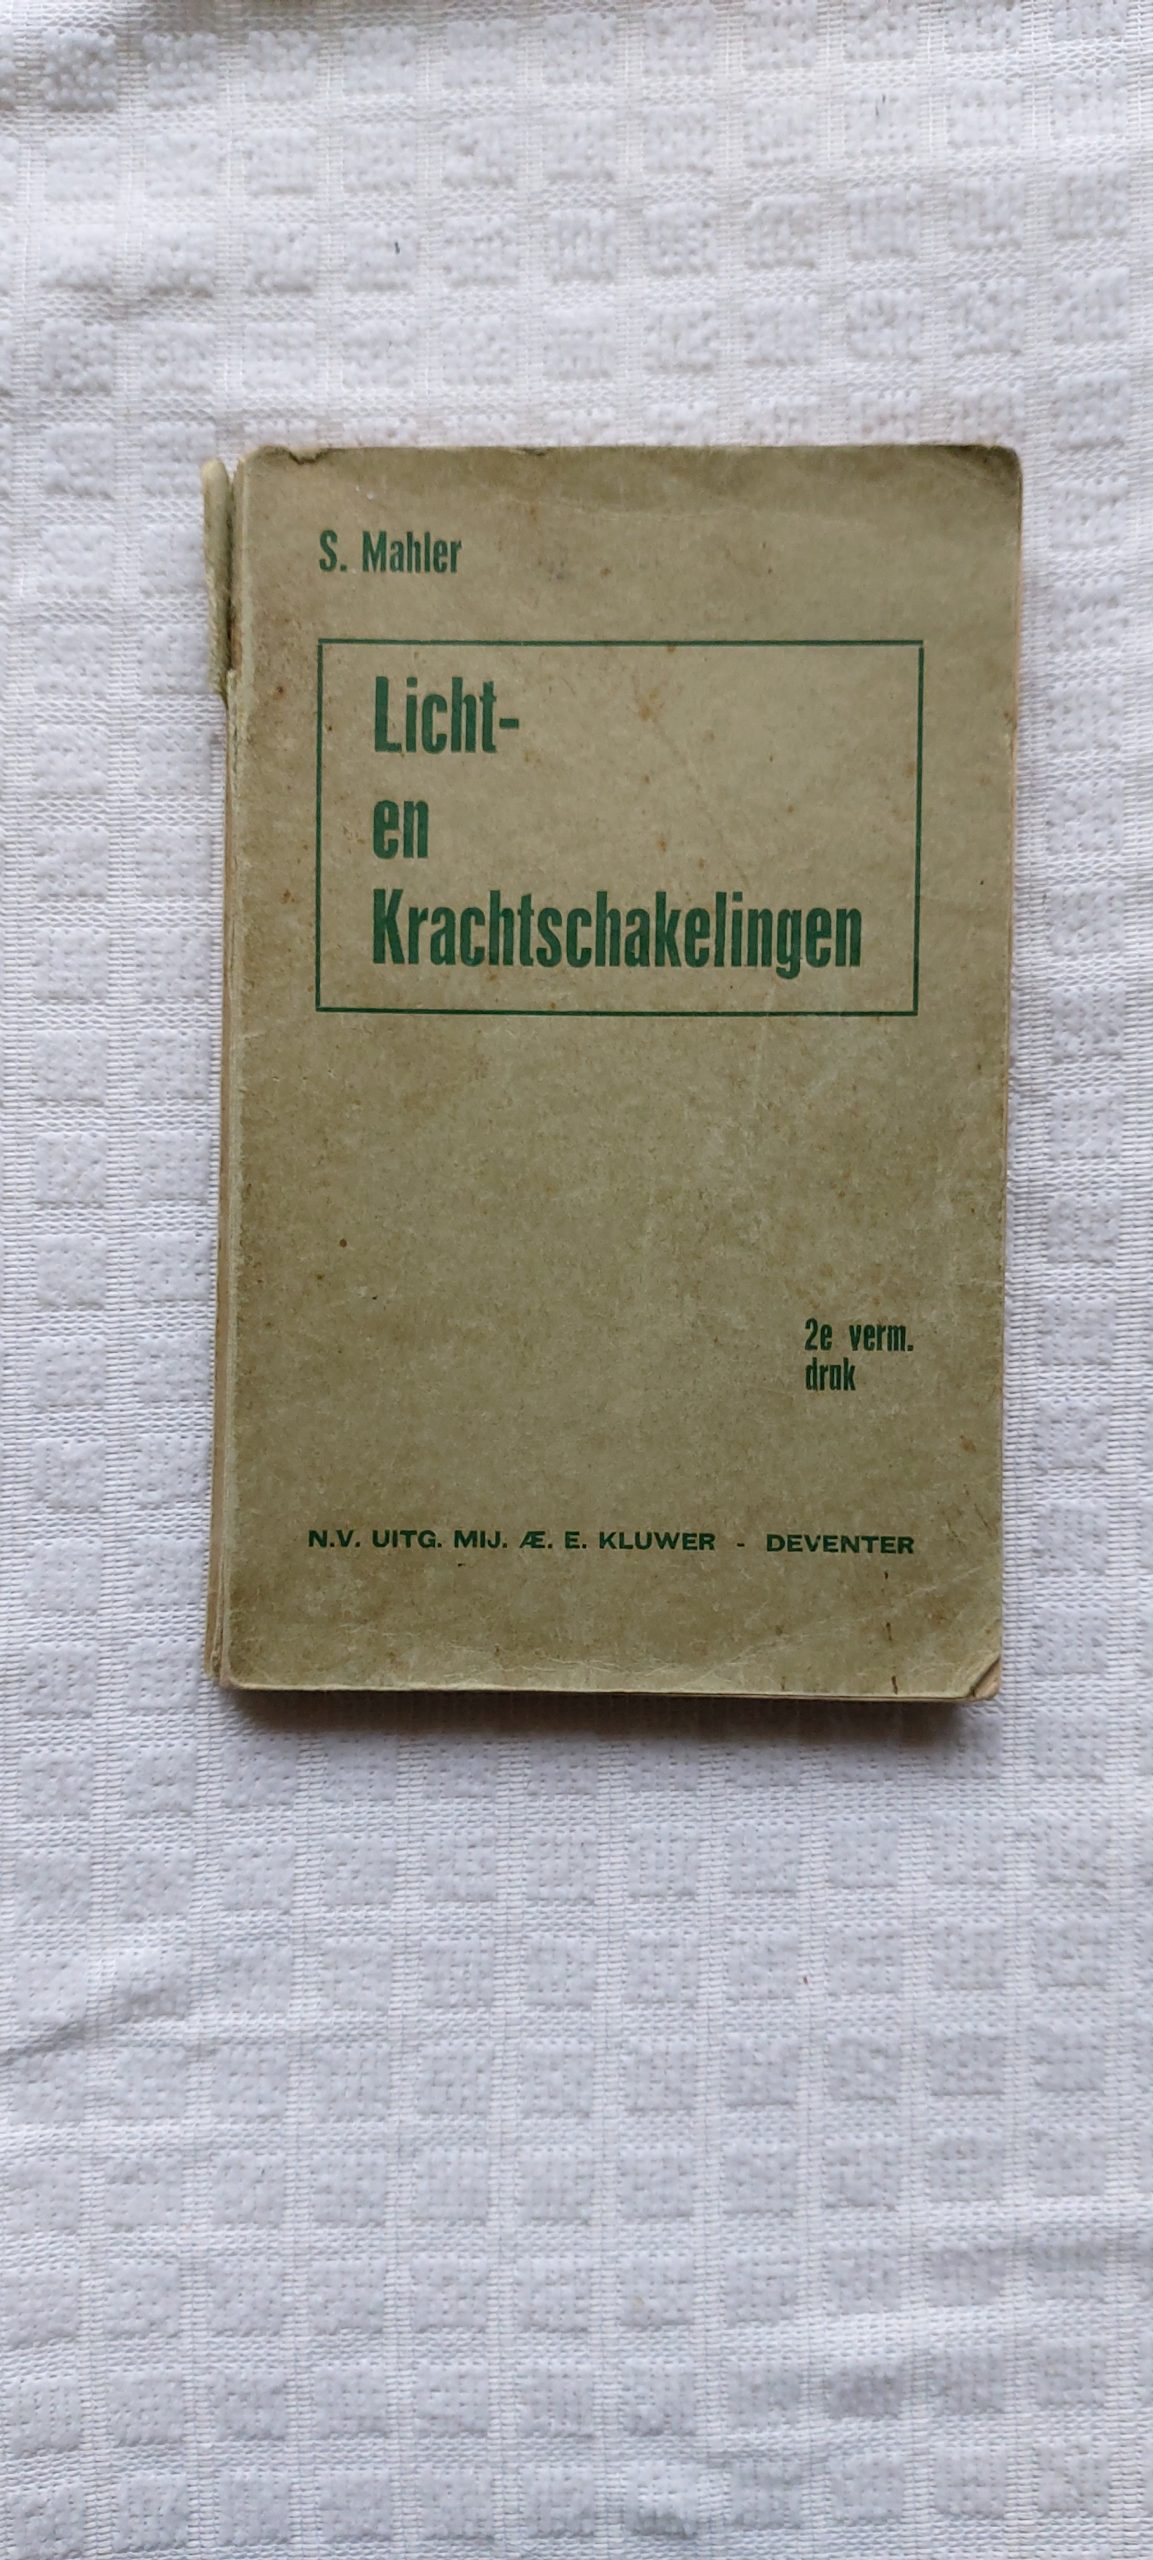 S. Mahler
Licht-
en
Krachtschakelingen
2e verm.
druk
N.V. UITG. MIJ. Æ. E. KLUWER - DEVENTER